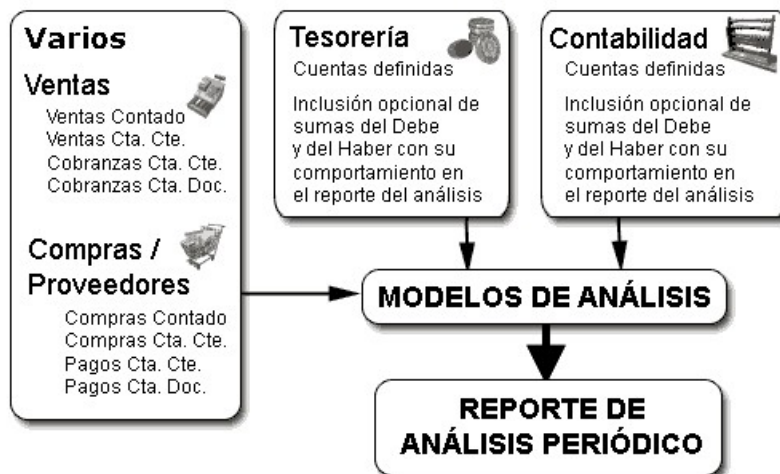 Varios
Ventas
Ventas Contado
Ventas Cta. Cte.
Cobranzas Cta. Cte.
Cobranzas Cta. Doc.
Compras /
Proveedores
Compras Contado
Compras Cta. Cte.
Pagos Cta. Cte.
Pagos Cta. Doc.
Tesorería
Cuentas definidas
Inclusión opcional de
sumas del Debe
y del Haber con su
comportamiento en
el reporte del análisis
Contabilidad
Cuentas definidas
Inclusión opcional de
sumas del Debe
y del Haber con su
comportamiento en
el reporte del análisis
MODELOS DE ANÁLISIS
REPORTE DE
ANÁLISIS PERIÓDICO